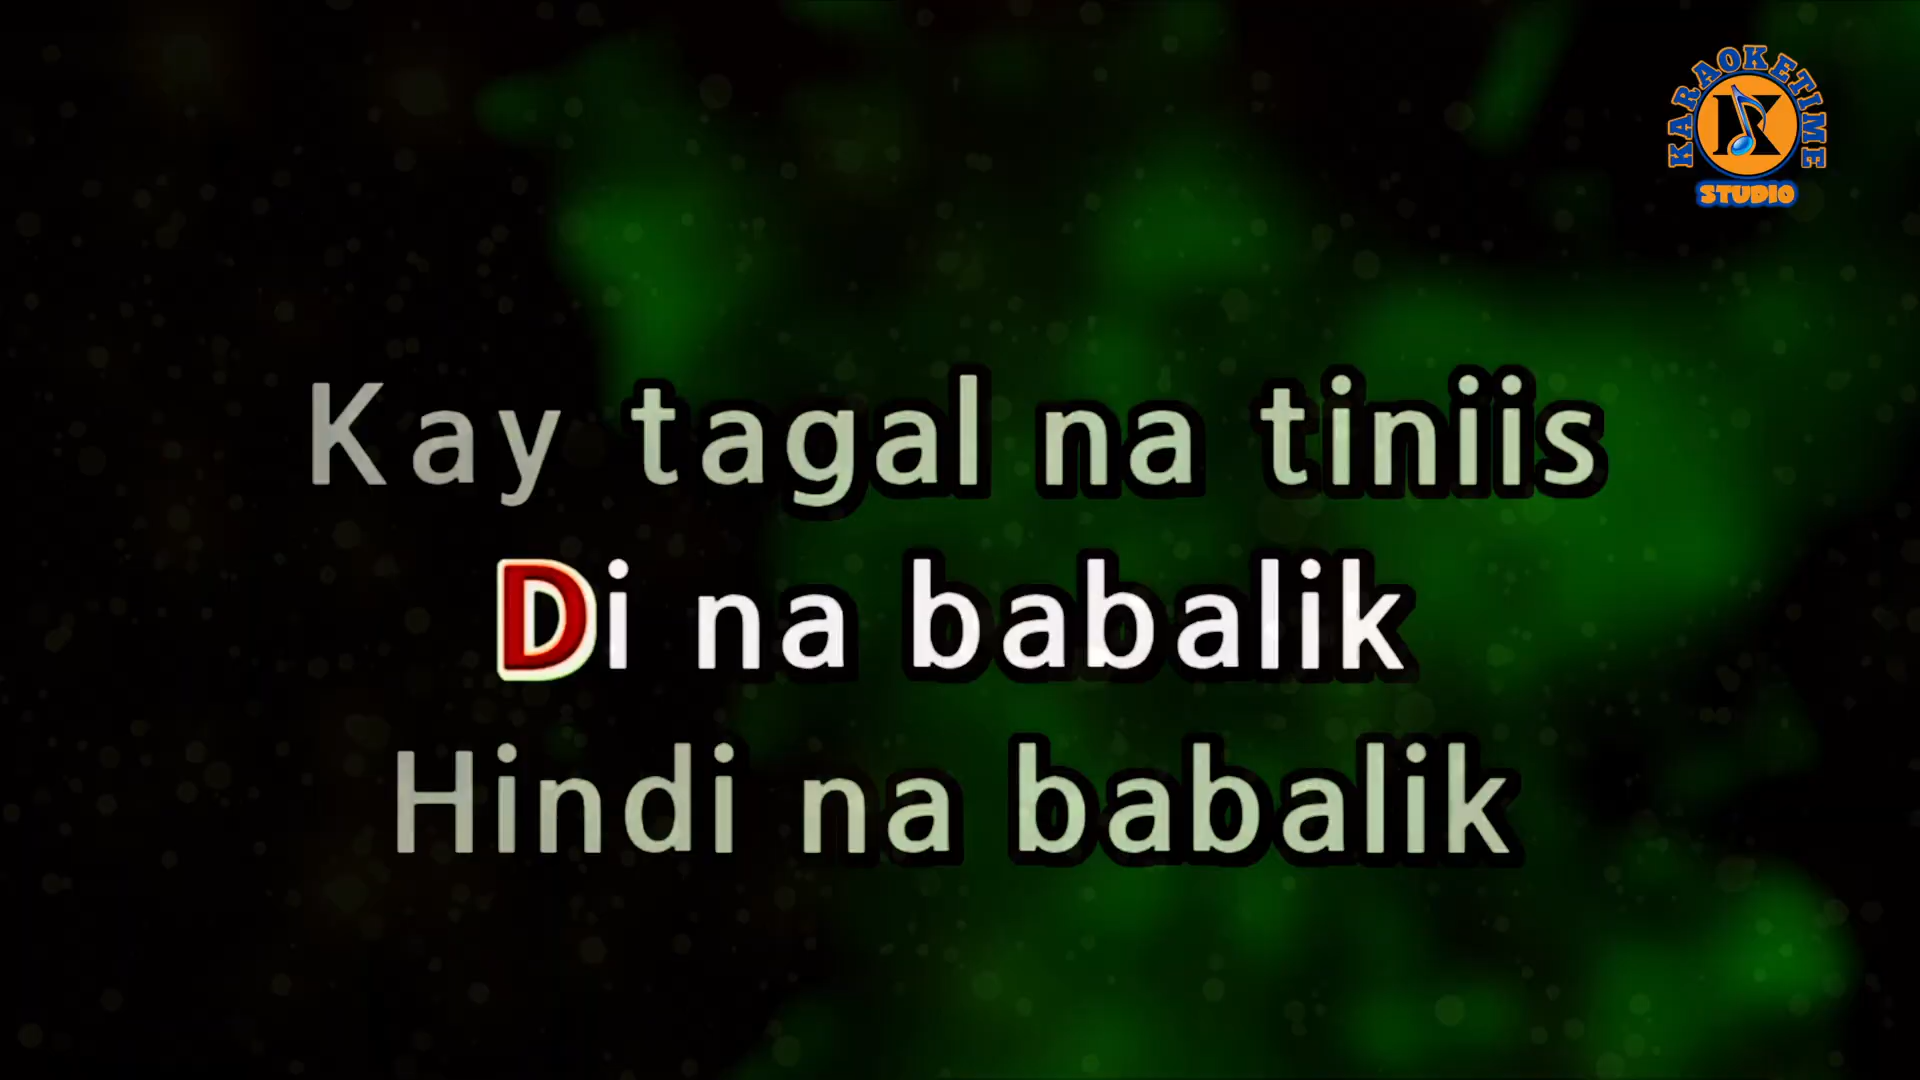 KARAOKETIME
K
STUDIO
Kay tagal na tiniis
Di na babalik
Hindi na babalik